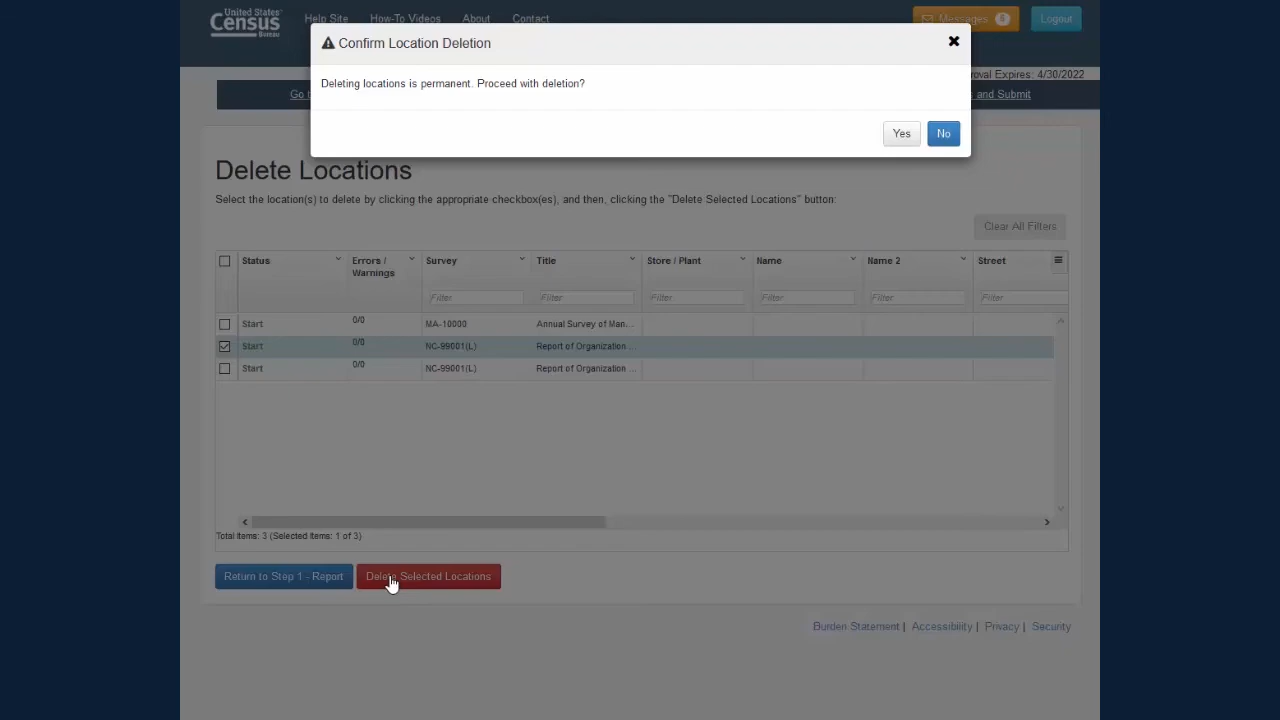 United States
Census
Bureau
Help Site How-To Videos About Contact
Messages 6
Logout
Confirm Location Deletion
Deleting locations is permanent. Proceed with deletion?
Yes No
roval Expires: 4/30/2022
Go t
and Submit
Delete Locations
Select the location(s) to delete by clicking the appropriate checkbox(es), and then, clicking the "Delete Selected Locations" button:
Clear All Filters
Status Errors / Warnings Survey Title Store / Plant Name Name 2 Street
Filter Filter Filter Filter Filter Filter
Start 0/0 MA-10000 Annual Survey of Man...
Start 0/0 NC-99001(L) Report of Organization ...
Start 0/0 NC-99001(L) Report of Organization ...
Total Items: 3 (Selected Items: 1 of 3)
Return to Step 1 - Report Delete Selected Locations
Burden Statement | Accessibility | Privacy | Security